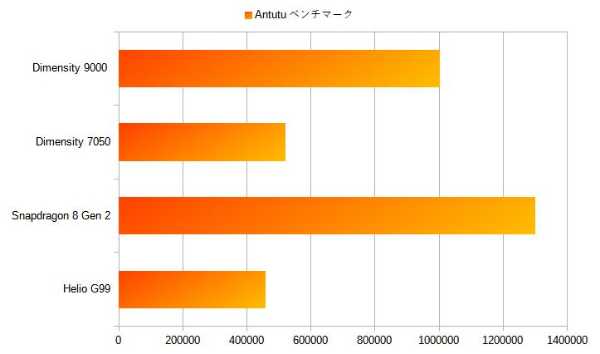 Antutu ベンチマーク
Dimensity 9000
Dimensity 7050
Snapdragon 8 Gen 2
Helio G99
0 200000 400000 600000 800000 1000000 1200000 1400000